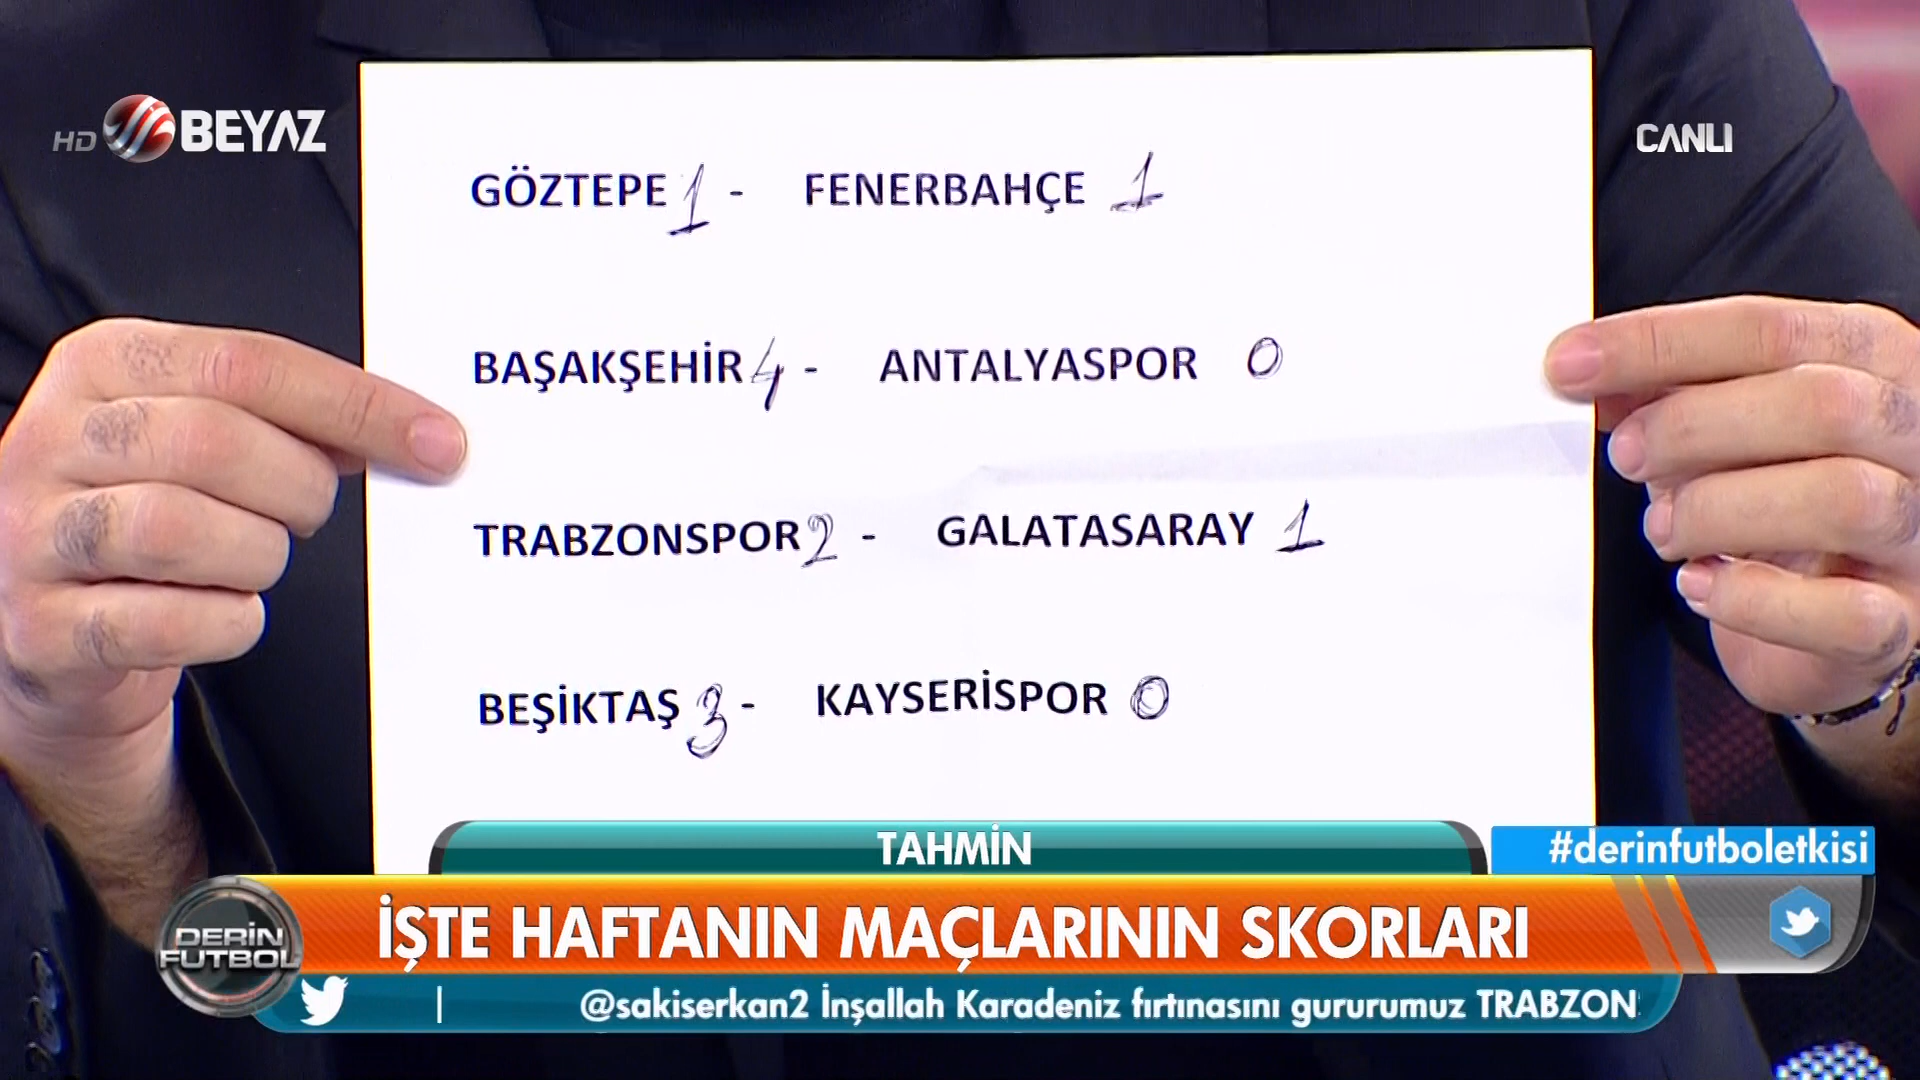 HD BEYAZ
CANLI
GÖZTEPE 1 - FENERBAHÇE 1
BAŞAKŞEHİR 4 - ANTALYASPOR 0
TRABZONSPOR 2 - GALATASARAY 1
BEŞİKTAŞ 3 - KAYSERİSPOR 0
TAHMİN
#derinfutboletkisi
DERİN FUTBOL
İŞTE HAFTANIN MAÇLARININ SKORLARI
| @sakiserkan2 İnşallah Karadeniz fırtınasını gururumuz TRABZON